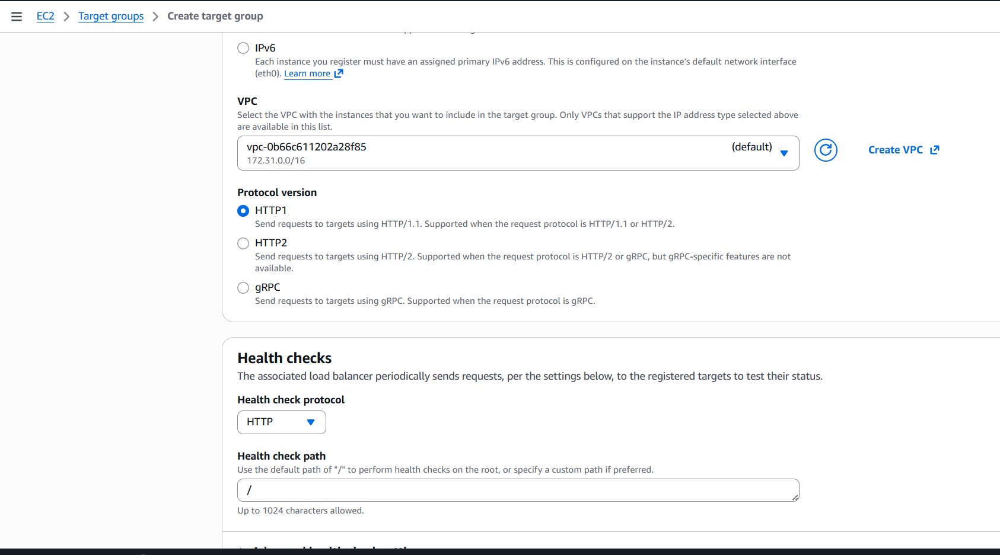 EC2 > Target groups > Create target group
IPv6
Each instance you register must have an assigned primary IPv6 address. This is configured on the instance's default network interface
(eth0). Learn more
VPC
Select the VPC with the instances that you want to include in the target group. Only VPCs that support the IP address type selected above
are available in this list.
vpc-0b66c611202a28f85 (default)
172.31.0.0/16
Create VPC
Protocol version
HTTP1
Send requests to targets using HTTP/1.1. Supported when the request protocol is HTTP/1.1 or HTTP/2.
HTTP2
Send requests to targets using HTTP/2. Supported when the request protocol is HTTP/2 or gRPC, but gRPC-specific features are not
available.
gRPC
Send requests to targets using gRPC. Supported when the request protocol is gRPC.
Health checks
The associated load balancer periodically sends requests, per the settings below, to the registered targets to test their status.
Health check protocol
HTTP
Health check path
Use the default path of "/" to perform health checks on the root, or specify a custom path if preferred.
/
Up to 1024 characters allowed.